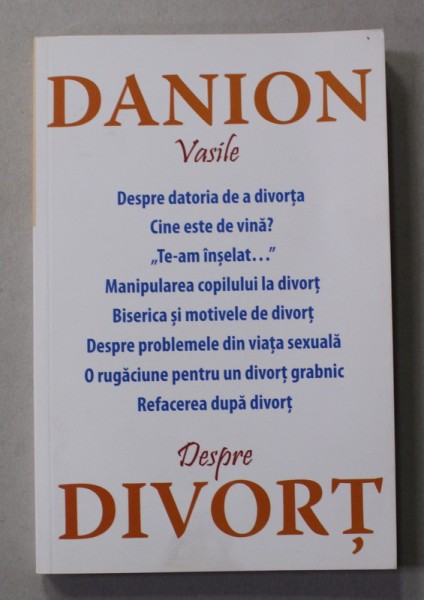 DANION
Vasile
Despre datoria de a divorța
Cine este de vină?
„Te-am înșelat…”
Manipularea copilului la divorț
Biserica și motivele de divorț
Despre problemele din viața sexuală
O rugăciune pentru un divorț grabnic
Refacerea după divorț
Despre
DIVORȚ